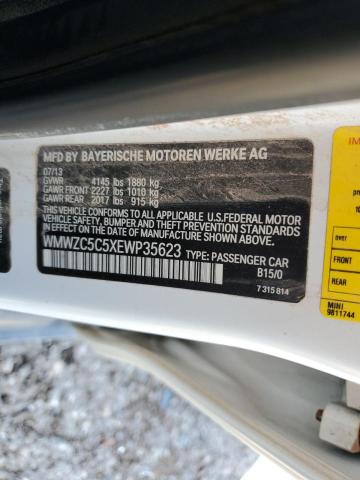 MFD BY BAYERISCHE MOTOREN WERKE AG
07/13
GVWR 4145 lbs 1880 kg
GAWR FRONT 2227 lbs 1010 kg
GAWR REAR 2017 lbs 915 kg
THIS VEHICLE CONFORMS TO ALL APPLICABLE U.S.FEDERAL MOTOR
VEHICLE SAFETY, BUMPER, AND THEFT PREVENTION STANDARDS
IN EFFECT ON THE DATE OF MANUFACTURE SHOWN ABOVE.
WMWZC5C5XEWP35623 TYPE: PASSENGER CAR
B15/0
7 315 814
over
FRONT
REAR
MINI
9811744